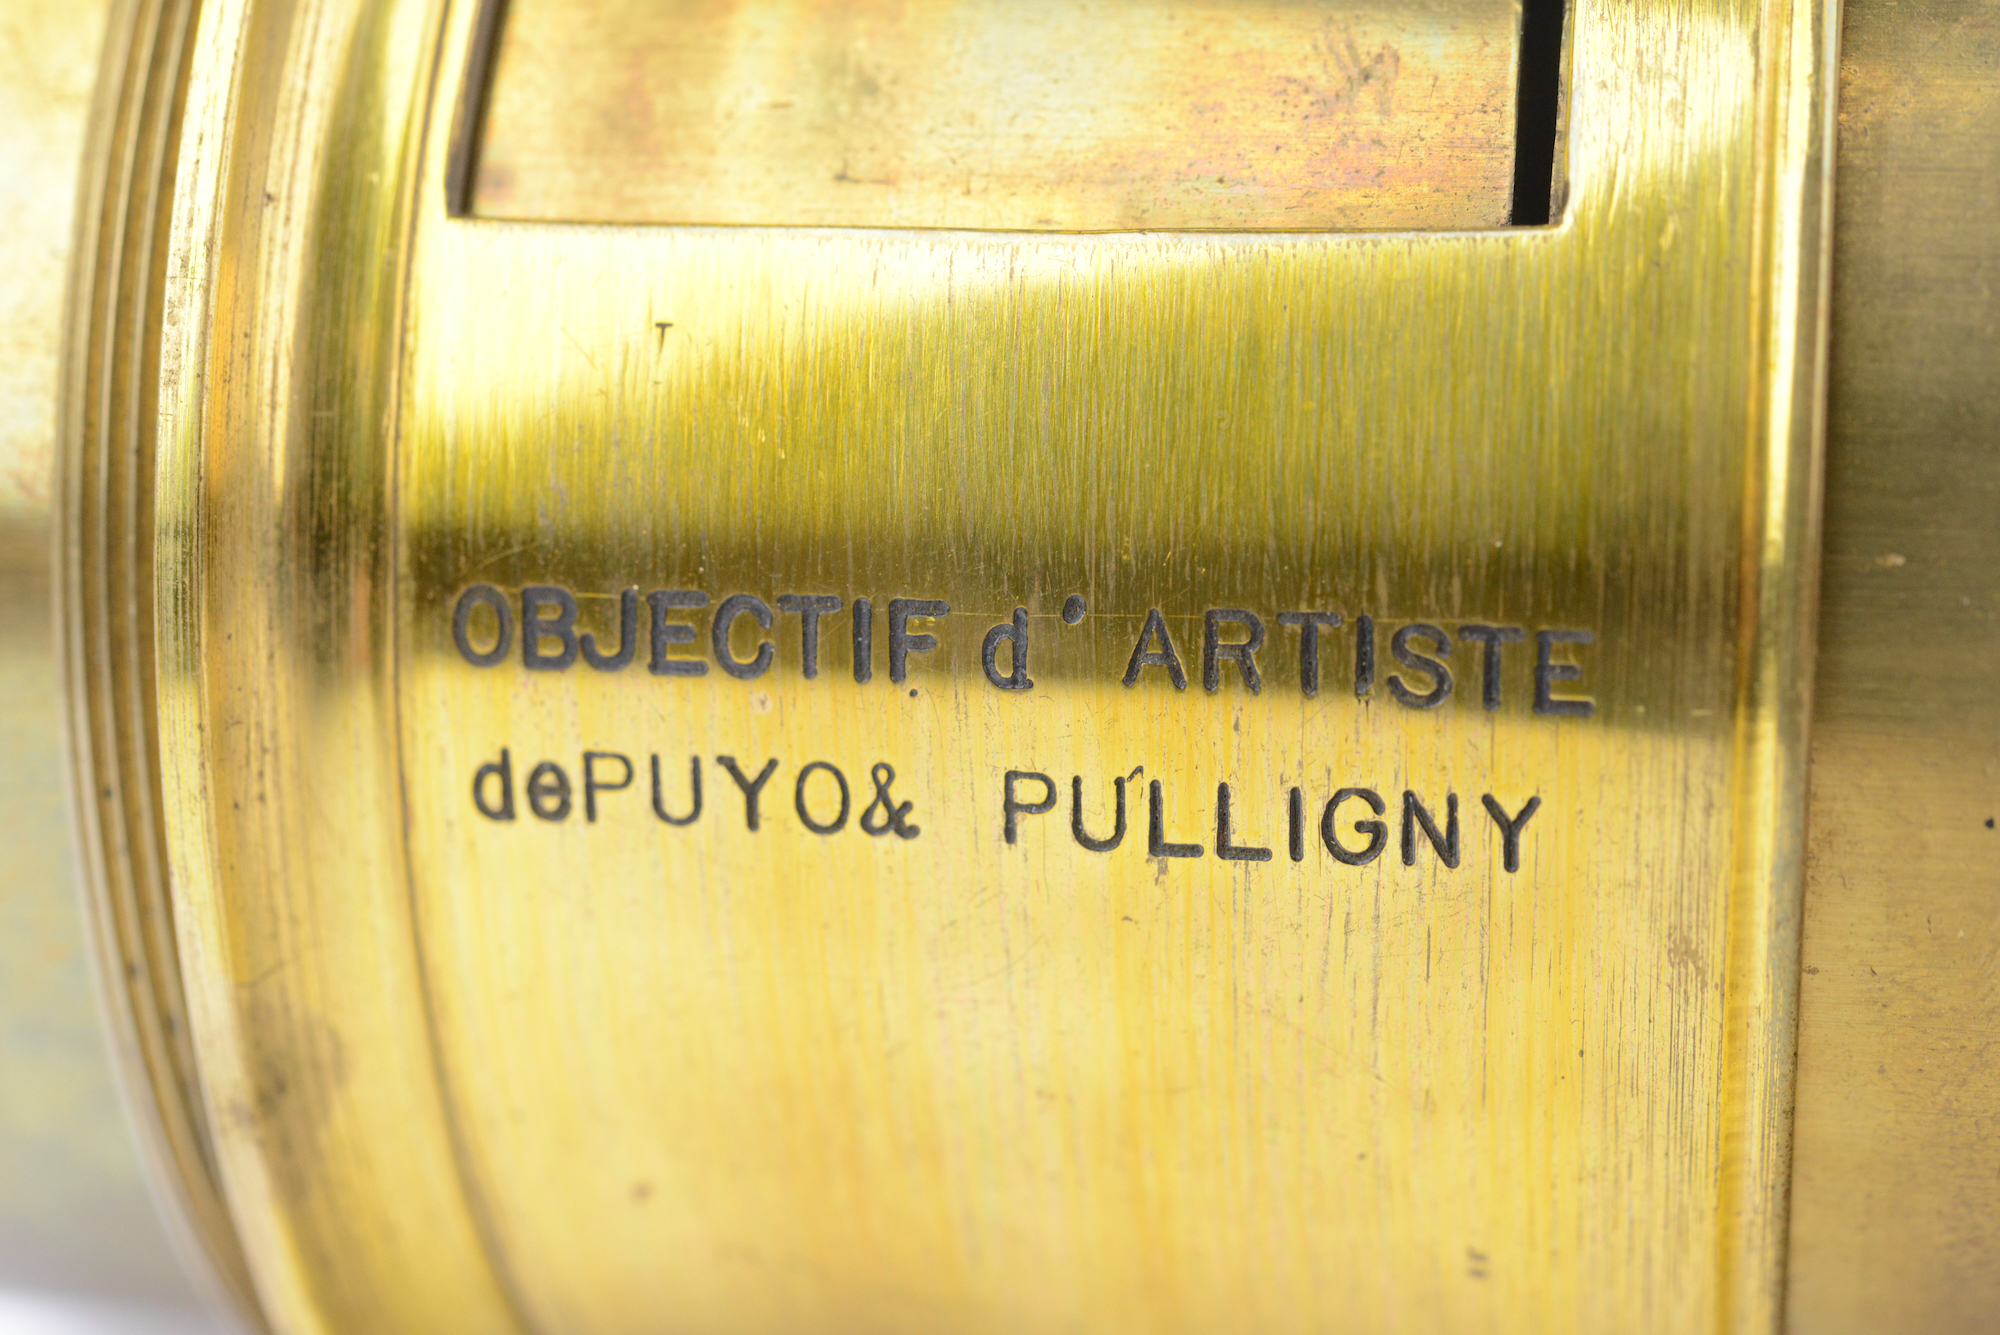 OBJECTIF d'ARTISTE
dePUYO& PULLIGNY